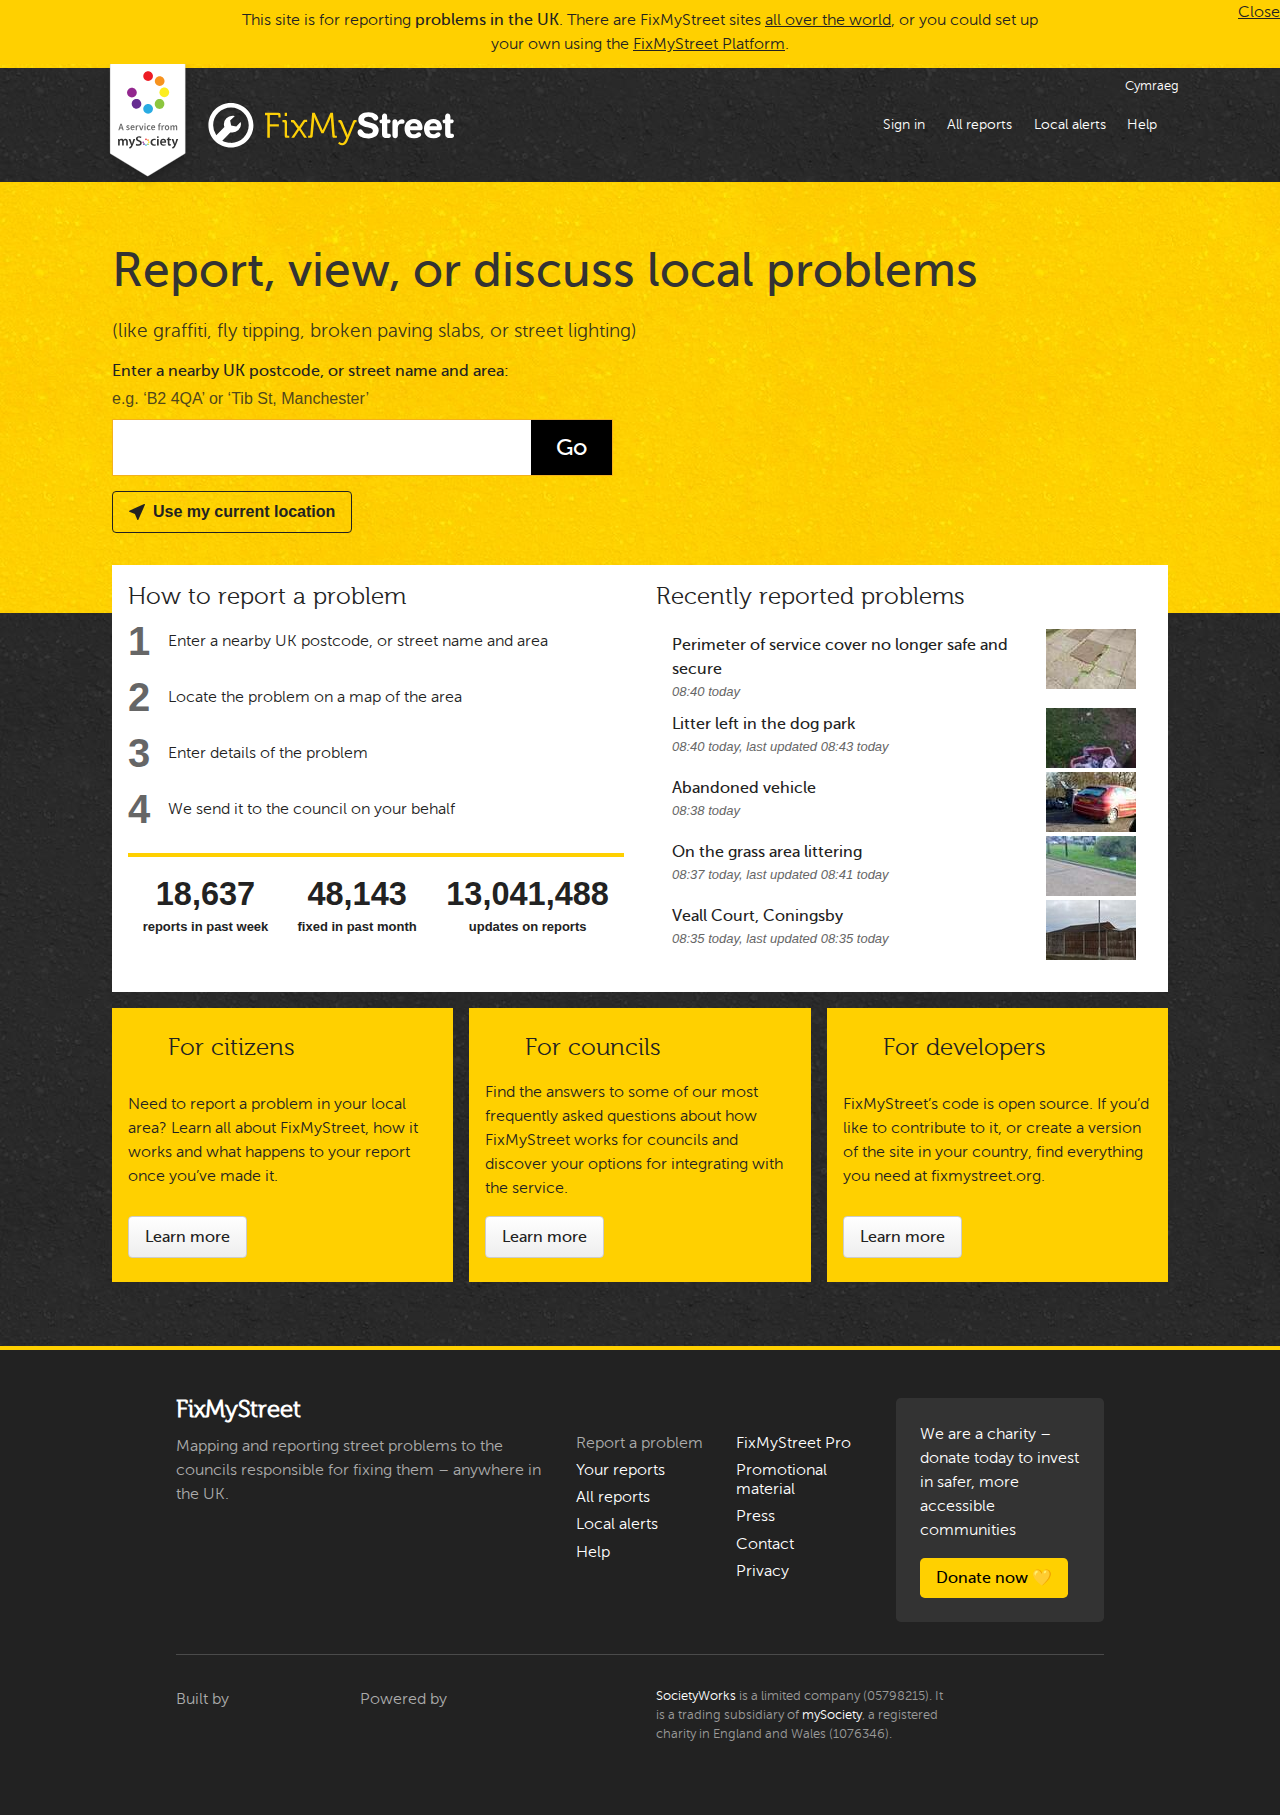 This site is for reporting problems in the UK. There are FixMyStreet sites all over the world, or you could set up
your own using the FixMyStreet Platform.
Close
Cymraeg
A service from
mySociety
FixMyStreet
Sign in
All reports
Local alerts
Help
Report, view, or discuss local problems
(like graffiti, fly tipping, broken paving slabs, or street lighting)
Enter a nearby UK postcode, or street name and area:
e.g. ‘B2 4QA’ or ‘Tib St, Manchester’
Go
Use my current location
How to report a problem
1 Enter a nearby UK postcode, or street name and area
2 Locate the problem on a map of the area
3 Enter details of the problem
4 We send it to the council on your behalf
18,637
reports in past week
48,143
fixed in past month
13,041,488
updates on reports
Recently reported problems
Perimeter of service cover no longer safe and
secure
08:40 today
Litter left in the dog park
08:40 today, last updated 08:43 today
Abandoned vehicle
08:38 today
On the grass area littering
08:37 today, last updated 08:41 today
Veall Court, Coningsby
08:35 today, last updated 08:35 today
For citizens
Need to report a problem in your local
area? Learn all about FixMyStreet, how it
works and what happens to your report
once you’ve made it.
Learn more
For councils
Find the answers to some of our most
frequently asked questions about how
FixMyStreet works for councils and
discover your options for integrating with
the service.
Learn more
For developers
FixMyStreet’s code is open source. If you’d
like to contribute to it, or create a version
of the site in your country, find everything
you need at fixmystreet.org.
Learn more
FixMyStreet
Mapping and reporting street problems to the
councils responsible for fixing them – anywhere in
the UK.
Report a problem
Your reports
All reports
Local alerts
Help
FixMyStreet Pro
Promotional
material
Press
Contact
Privacy
We are a charity –
donate today to invest
in safer, more
accessible
communities
Donate now 💛
Built by
Powered by
SocietyWorks is a limited company (05798215). It
is a trading subsidiary of mySociety, a registered
charity in England and Wales (1076346).